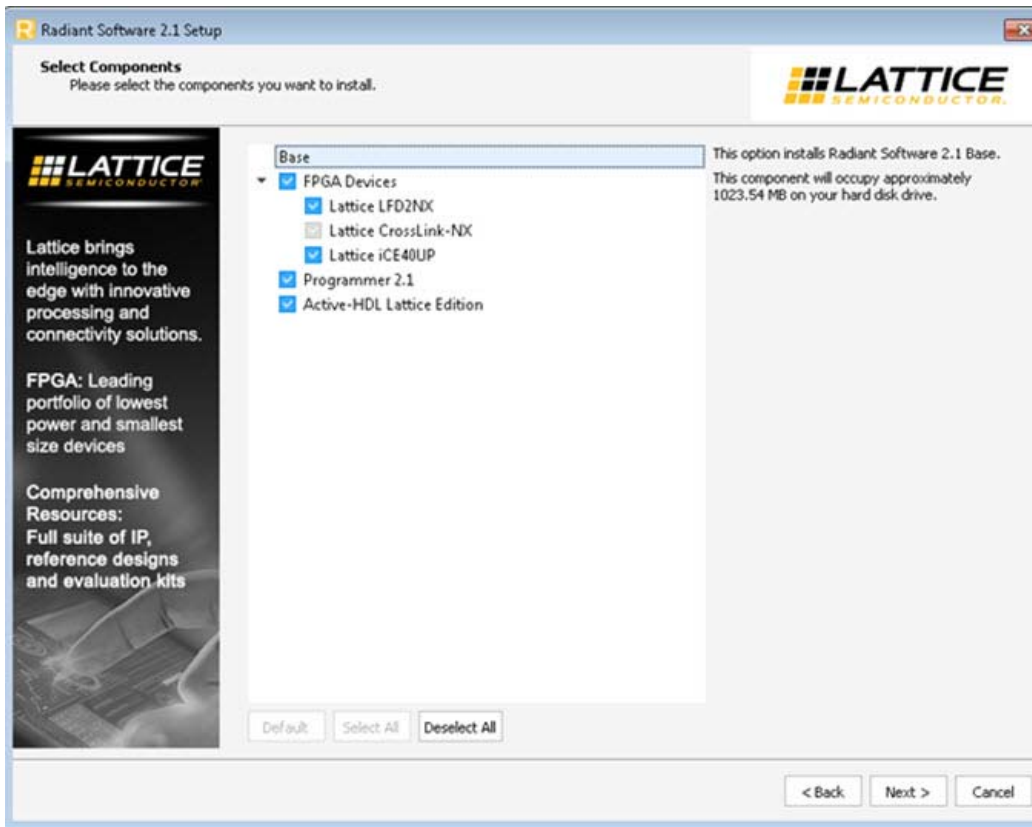 Radiant Software 2.1 Setup
Select Components
Please select the components you want to install.
LATTICE
SEMICONDUCTOR.
LATTICE
SEMICONDUCTOR
Lattice brings
intelligence to the
edge with innovative
processing and
connectivity solutions.
FPGA: Leading
portfolio of lowest
power and smallest
size devices
Comprehensive
Resources:
Full suite of IP,
reference designs
and evaluation kits
Base
FPGA Devices
Lattice LFD2NX
Lattice CrossLink-NX
Lattice iCE40UP
Programmer 2.1
Active-HDL Lattice Edition
This option installs Radiant Software 2.1 Base.
This component will occupy approximately
1023.54 MB on your hard disk drive.
Default
Select All
Deselect All
< Back
Next >
Cancel